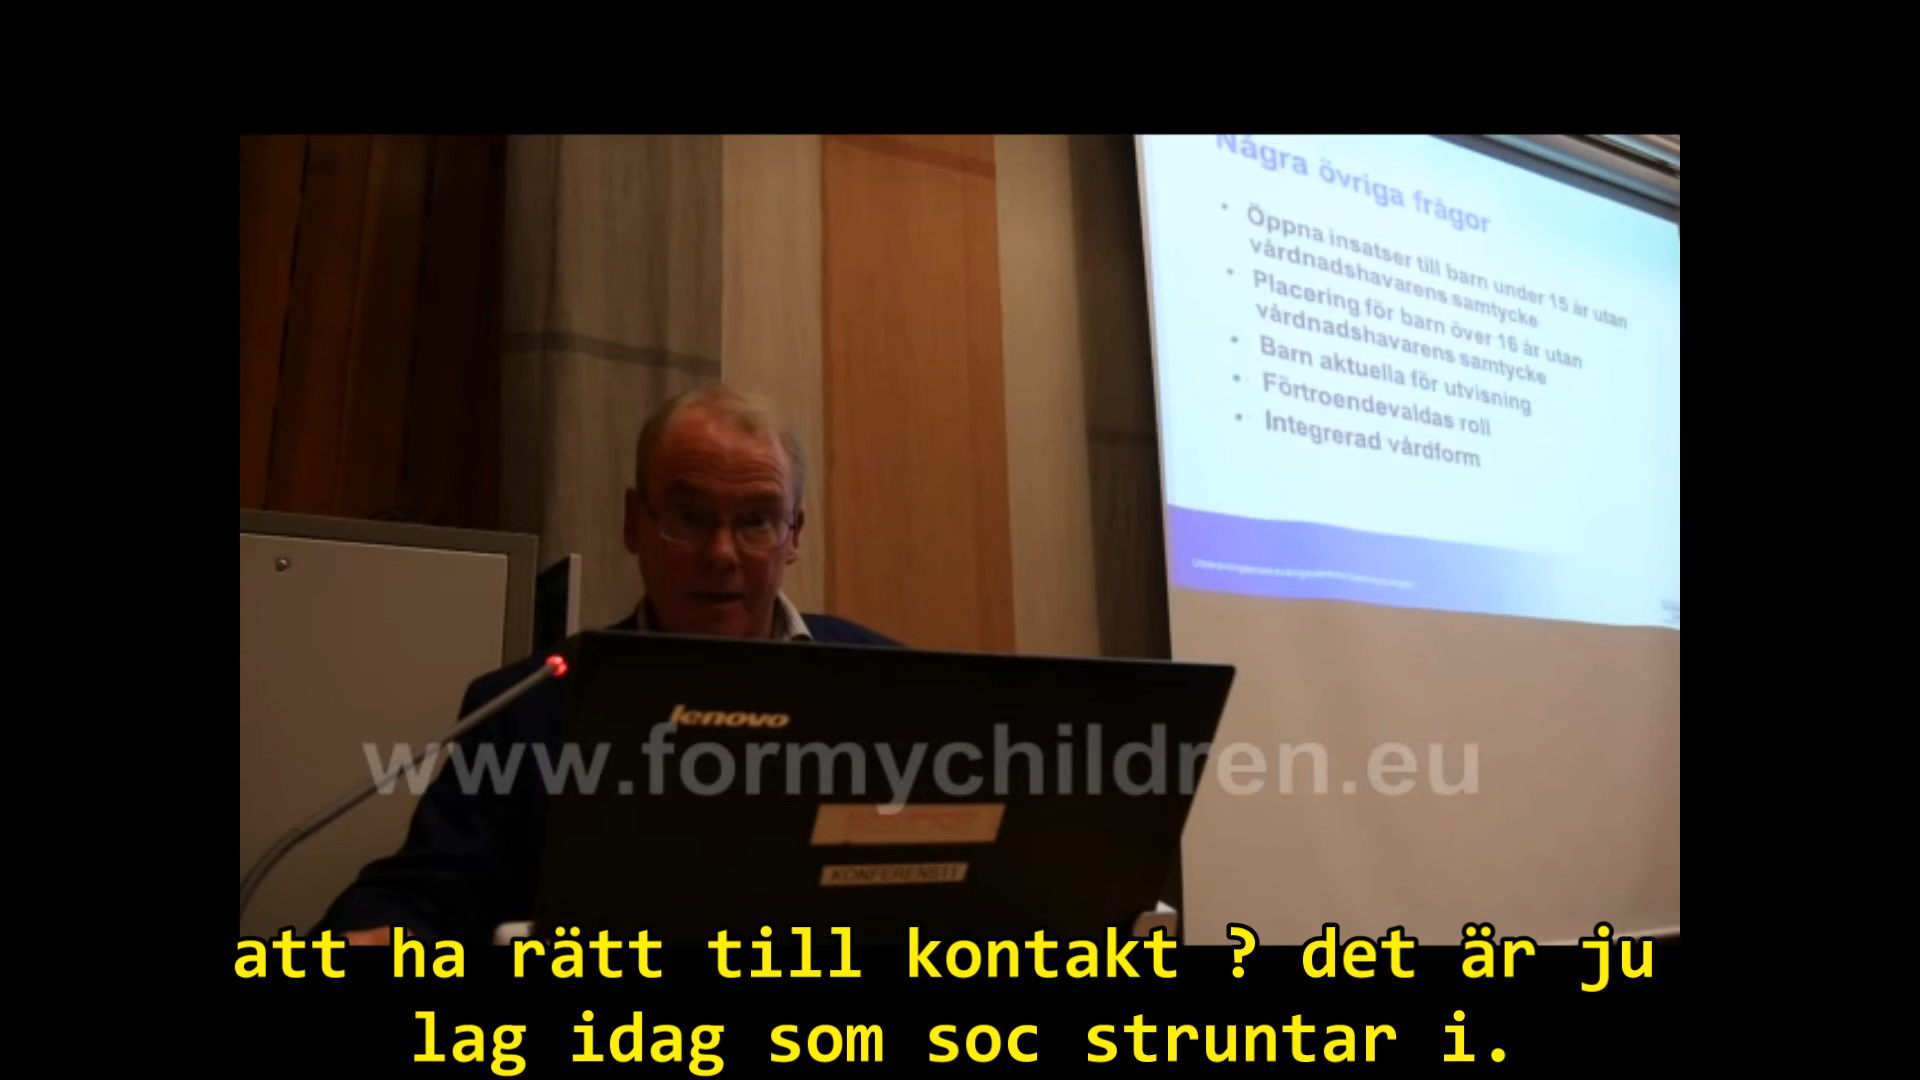 Några övriga frågor
• Öppna insatser till barn under 15 år utan
vårdnadshavarens samtycke
• Placering för barn över 16 år utan
vårdnadshavarens samtycke
• Barn aktuella för utvisning
• Förtroendevaldas roll
• Integrerad vårdform
lenovo
www.formychildren.eu
KONFERENS11
att ha rätt till kontakt ? det är ju
lag idag som soc struntar i.